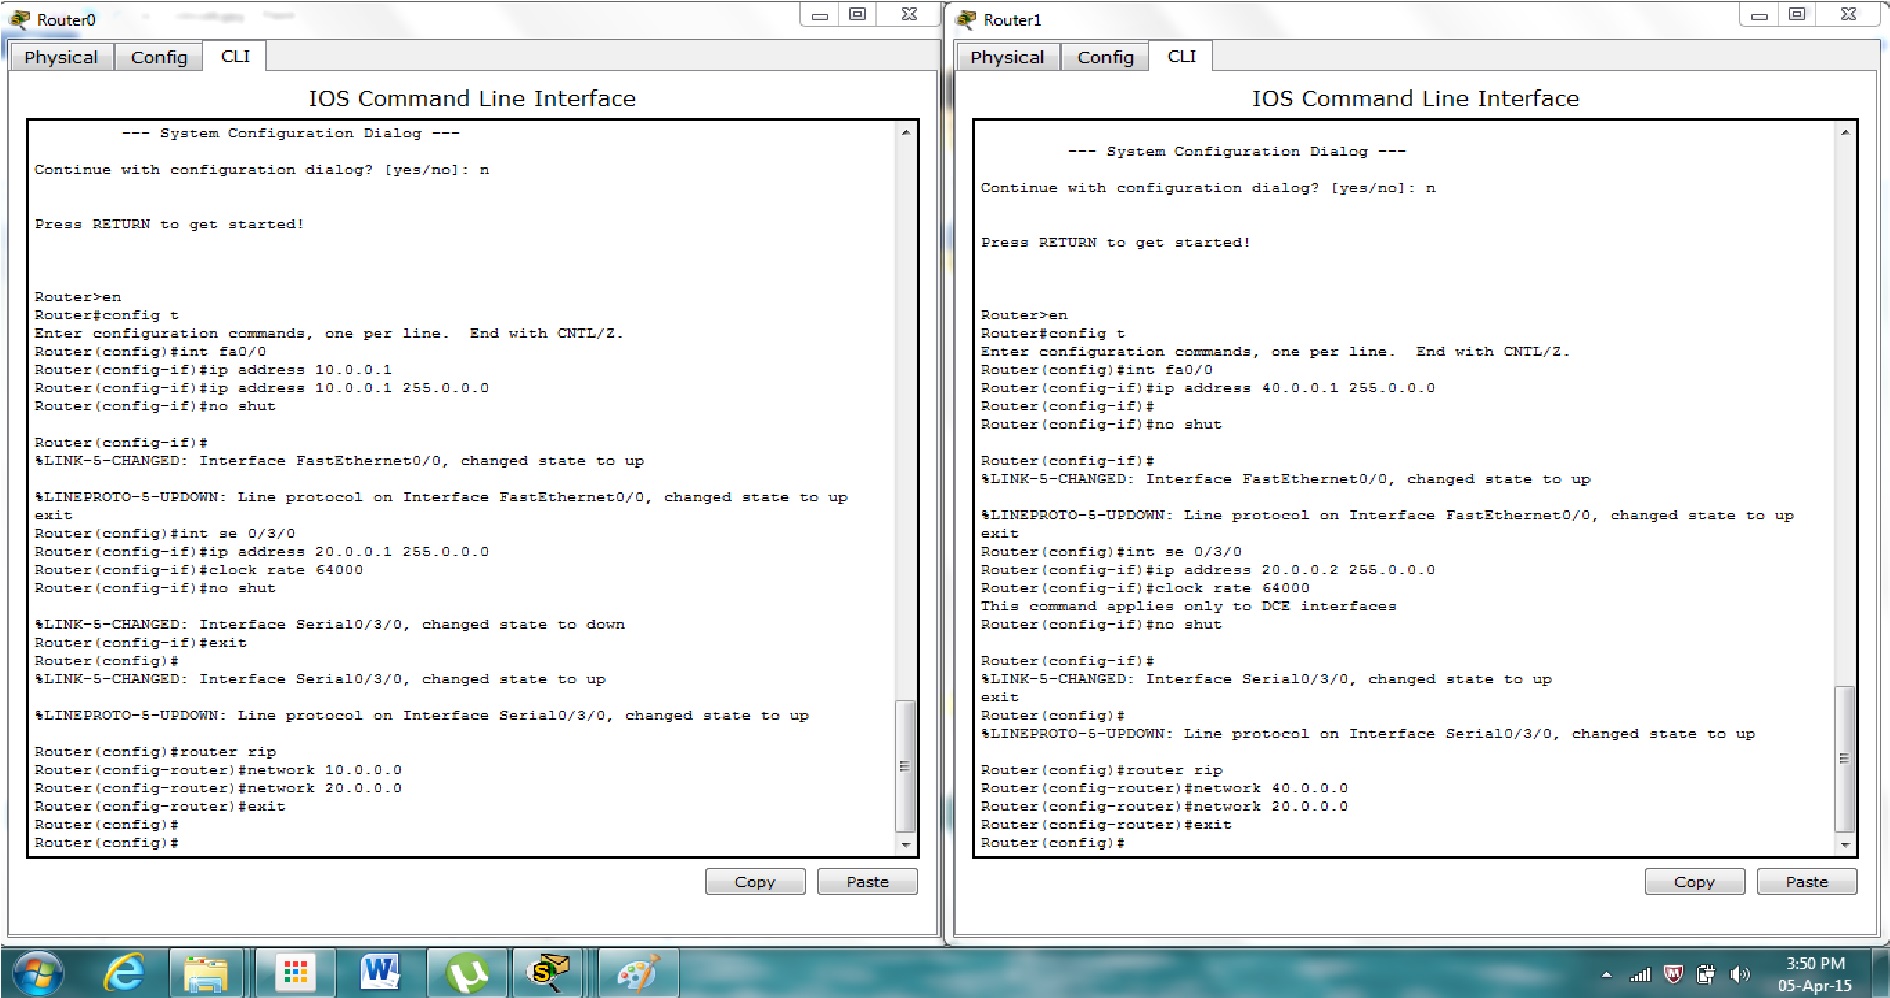 Router0
Physical Config CLI
IOS Command Line Interface
--- System Configuration Dialog ---
Continue with configuration dialog? [yes/no]: n
Press RETURN to get started!
Router>en
Router#config t
Enter configuration commands, one per line.  End with CNTL/Z.
Router(config)#int fa0/0
Router(config-if)#ip address 10.0.0.1
Router(config-if)#ip address 10.0.0.1 255.0.0.0
Router(config-if)#no shut
Router(config-if)#
%LINK-5-CHANGED: Interface FastEthernet0/0, changed state to up
%LINEPROTO-5-UPDOWN: Line protocol on Interface FastEthernet0/0, changed state to up
exit
Router(config)#int se 0/3/0
Router(config-if)#ip address 20.0.0.1 255.0.0.0
Router(config-if)#clock rate 64000
Router(config-if)#no shut
%LINK-5-CHANGED: Interface Serial0/3/0, changed state to down
Router(config-if)#exit
Router(config)#
%LINK-5-CHANGED: Interface Serial0/3/0, changed state to up
%LINEPROTO-5-UPDOWN: Line protocol on Interface Serial0/3/0, changed state to up
Router(config)#router rip
Router(config-router)#network 10.0.0.0
Router(config-router)#network 20.0.0.0
Router(config-router)#exit
Router(config)#
Router(config)#
Copy Paste
Router1
Physical Config CLI
IOS Command Line Interface
--- System Configuration Dialog ---
Continue with configuration dialog? [yes/no]: n
Press RETURN to get started!
Router>en
Router#config t
Enter configuration commands, one per line.  End with CNTL/Z.
Router(config)#int fa0/0
Router(config-if)#ip address 40.0.0.1 255.0.0.0
Router(config-if)#
Router(config-if)#no shut
Router(config-if)#
%LINK-5-CHANGED: Interface FastEthernet0/0, changed state to up
%LINEPROTO-5-UPDOWN: Line protocol on Interface FastEthernet0/0, changed state to up
exit
Router(config)#int se 0/3/0
Router(config-if)#ip address 20.0.0.2 255.0.0.0
Router(config-if)#clock rate 64000
This command applies only to DCE interfaces
Router(config-if)#no shut
Router(config-if)#
%LINK-5-CHANGED: Interface Serial0/3/0, changed state to up
exit
Router(config)#
%LINEPROTO-5-UPDOWN: Line protocol on Interface Serial0/3/0, changed state to up
Router(config)#router rip
Router(config-router)#network 40.0.0.0
Router(config-router)#network 20.0.0.0
Router(config-router)#exit
Router(config)#
Copy Paste
3:50 PM
05-Apr-15